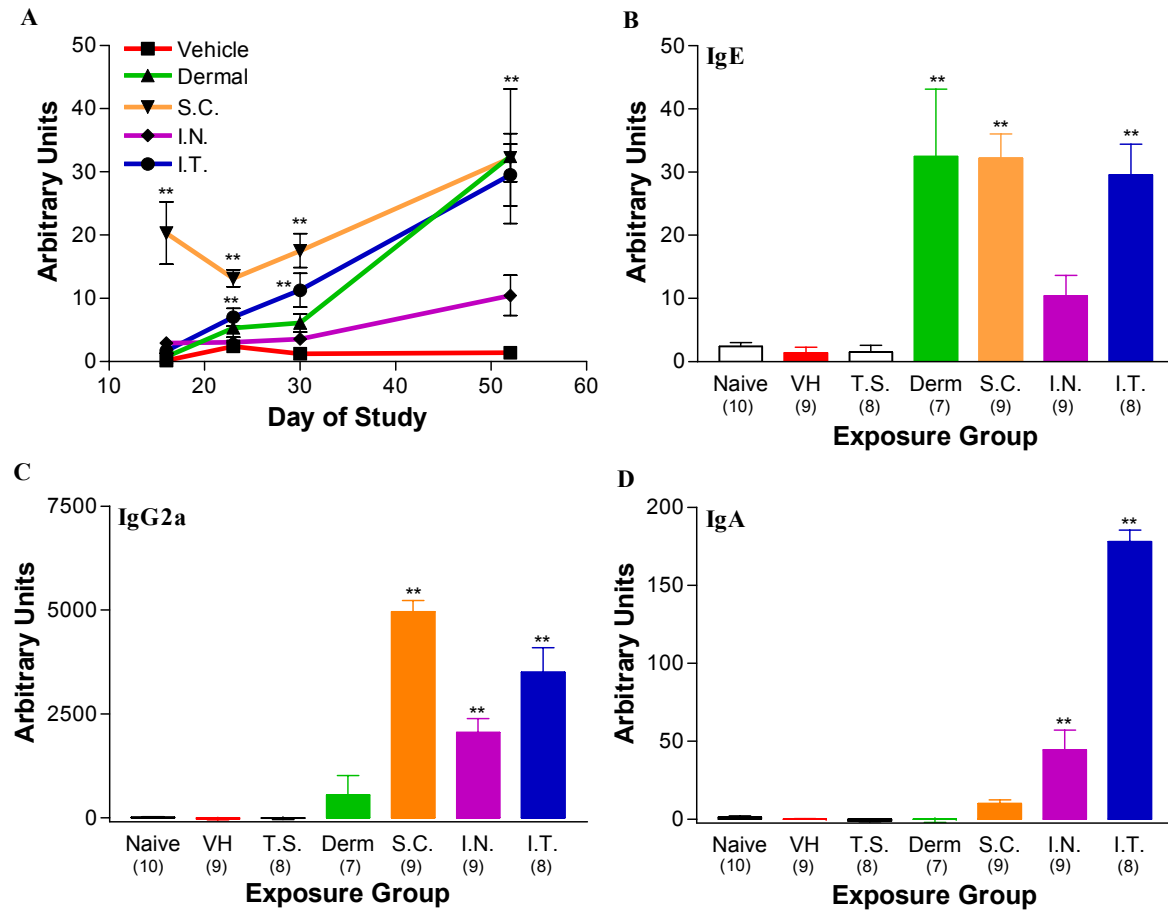 A
Arbitrary Units
50
40
30
20
10
0
Vehicle
Dermal
S.C.
I.N.
I.T.
**
**
**
**
**
**
10 20 30 40 50 60
Day of Study
B
IgE
Arbitrary Units
50
40
30
20
10
0
** ** **
Naive VH T.S. Derm S.C. I.N. I.T.
(10) (9) (8) (7) (9) (9) (8)
Exposure Group
C
IgG2a
Arbitrary Units
7500
5000
2500
0
** ** **
Naive VH T.S. Derm S.C. I.N. I.T.
(10) (9) (8) (7) (9) (9) (8)
Exposure Group
D
IgA
Arbitrary Units
200
150
100
50
0
** **
Naive VH T.S. Derm S.C. I.N. I.T.
(10) (9) (8) (7) (9) (9) (8)
Exposure Group